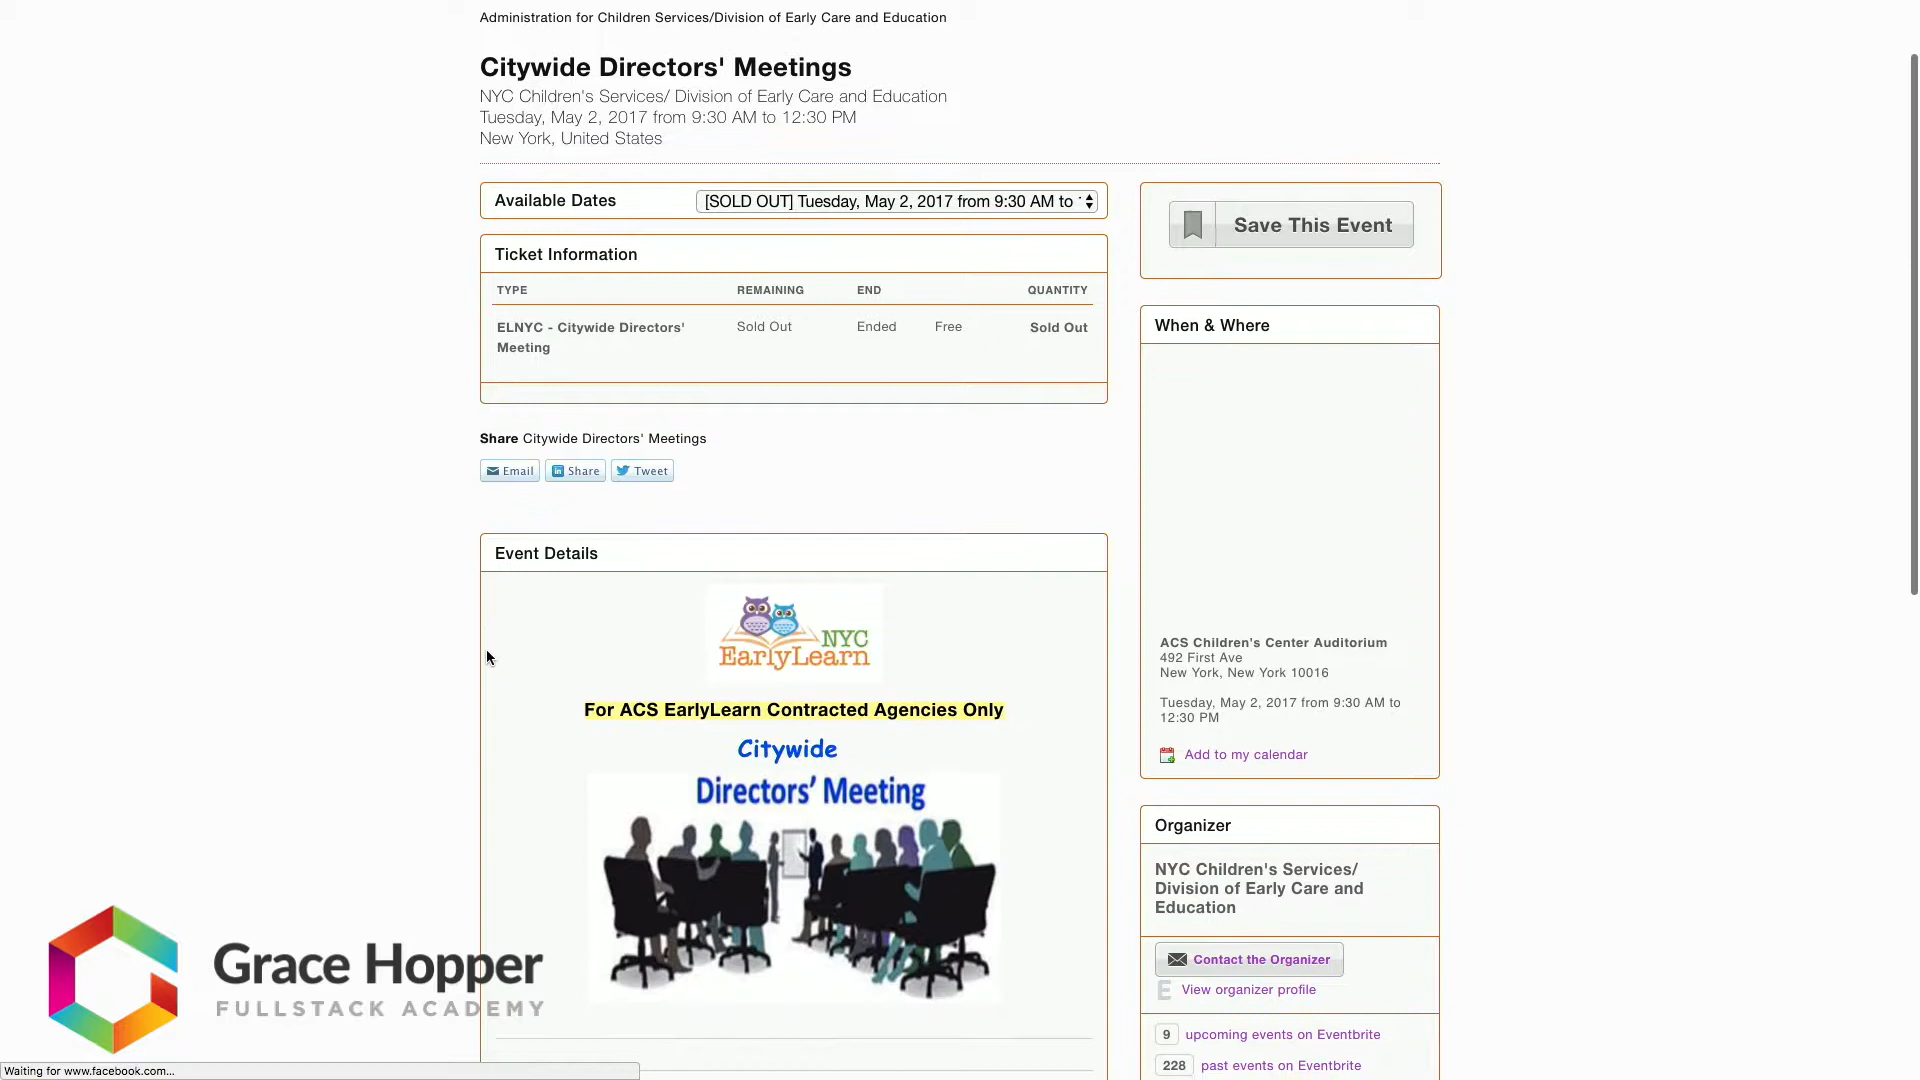 Administration for Children Services/Division of Early Care and Education
Citywide Directors' Meetings
NYC Children's Services/ Division of Early Care and Education
Tuesday, May 2, 2017 from 9:30 AM to 12:30 PM
New York, United States
Available Dates
[SOLD OUT] Tuesday, May 2, 2017 from 9:30 AM to
Save This Event
Ticket Information
TYPE REMAINING END QUANTITY
ELNYC - Citywide Directors' Sold Out Ended Free Sold Out
Meeting
Share Citywide Directors' Meetings
Email Share Tweet
When & Where
ACS Children's Center Auditorium
492 First Ave
New York, New York 10016
Tuesday, May 2, 2017 from 9:30 AM to
12:30 PM
Add to my calendar
Event Details
NYC
EarlyLearn
For ACS EarlyLearn Contracted Agencies Only
Citywide
Directors' Meeting
Organizer
NYC Children's Services/
Division of Early Care and
Education
Contact the Organizer
View organizer profile
9 upcoming events on Eventbrite
228 past events on Eventbrite
Grace Hopper
FULLSTACK ACADEMY
Waiting for www.facebook.com...